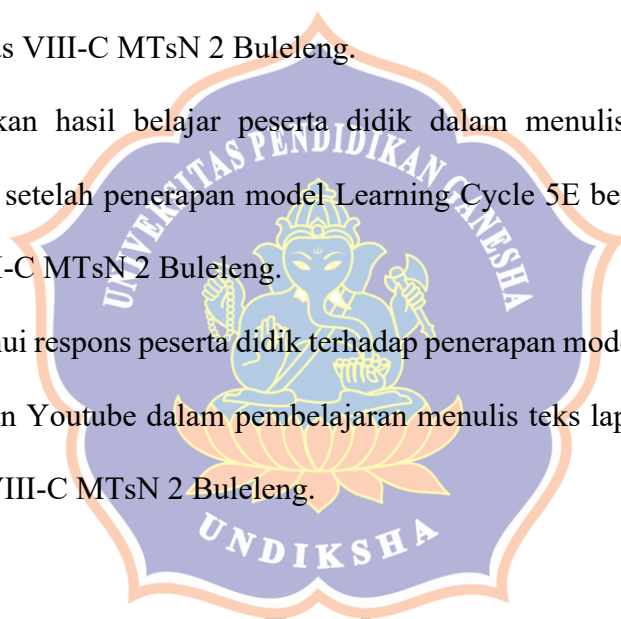 as VIII-C MTsN 2 Buleleng.
kan hasil belajar peserta didik dalam menulis
UNIVERSITAS PENDIDIKAN GANESHA
setelah penerapan model Learning Cycle 5E ber
I-C MTsN 2 Buleleng.
ui respons peserta didik terhadap penerapan mode
n Youtube dalam pembelajaran menulis teks lap
VIII-C MTsN 2 Buleleng.
UNDIKSHA